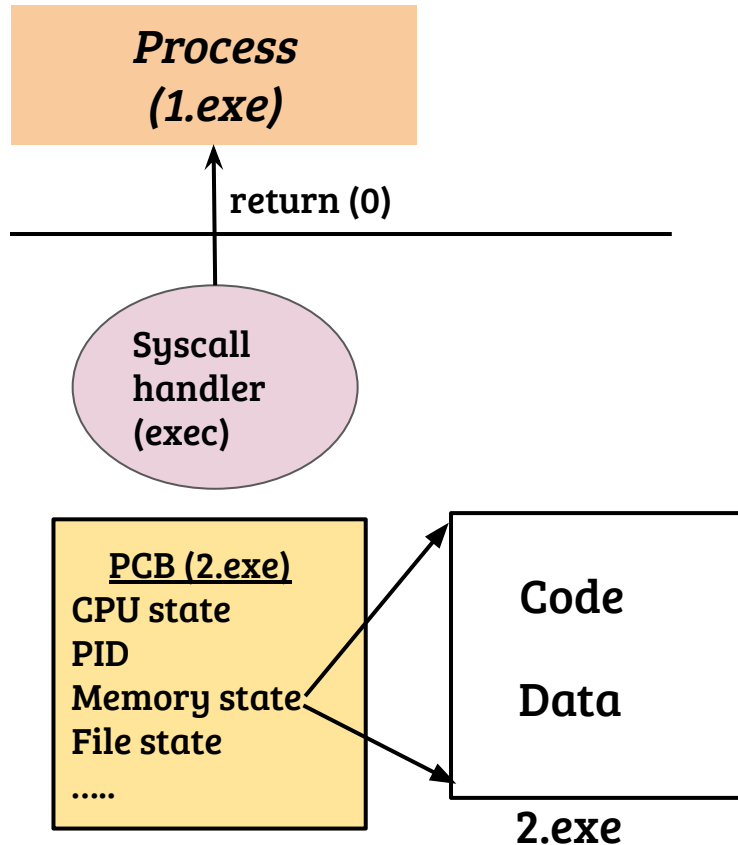 Process
(1.exe)
return (0)
Syscall
handler
(exec)
PCB (2.exe)
CPU state
PID
Memory state
File state
.....
Code
Data
2.exe